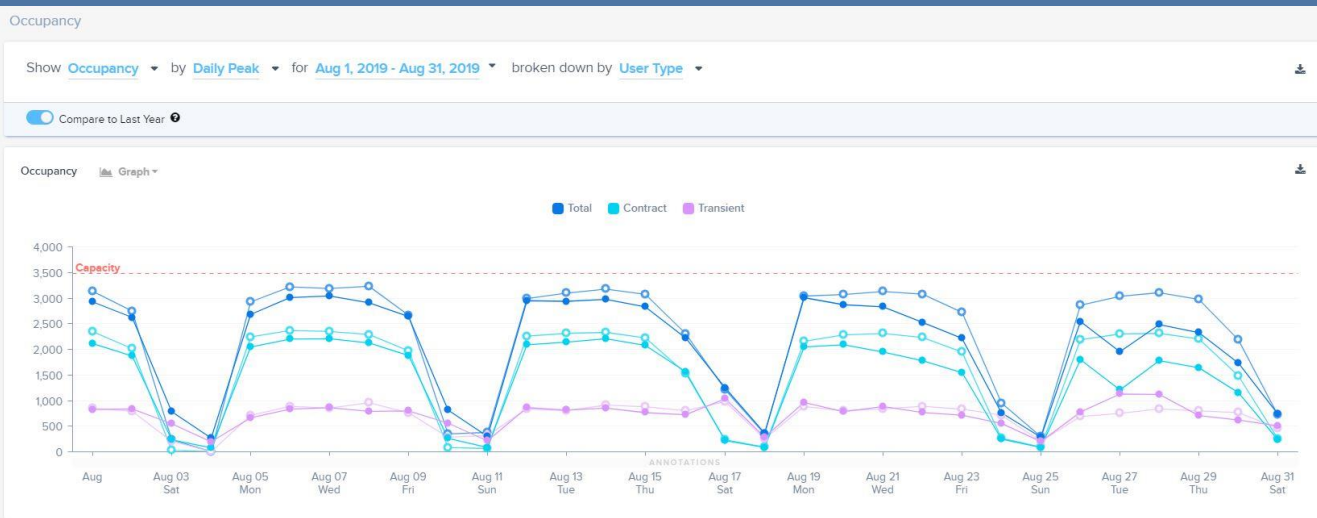 Occupancy
Show Occupancy by Daily Peak for Aug 1, 2019 - Aug 31, 2019 broken down by User Type
Compare to Last Year ?
Occupancy Graph
Total Contract Transient
4,000
Capacity
3,500
3,000
2,500
2,000
1,500
1,000
500
0
ANNOTATIONS
Aug Aug 03 Aug 05 Aug 07 Aug 09 Aug 11 Aug 13 Aug 15 Aug 17 Aug 19 Aug 21 Aug 23 Aug 25 Aug 27 Aug 29 Aug 31
Sat Mon Wed Fri Sun Tue Thu Sat Mon Wed Fri Sun Tue Thu Sat